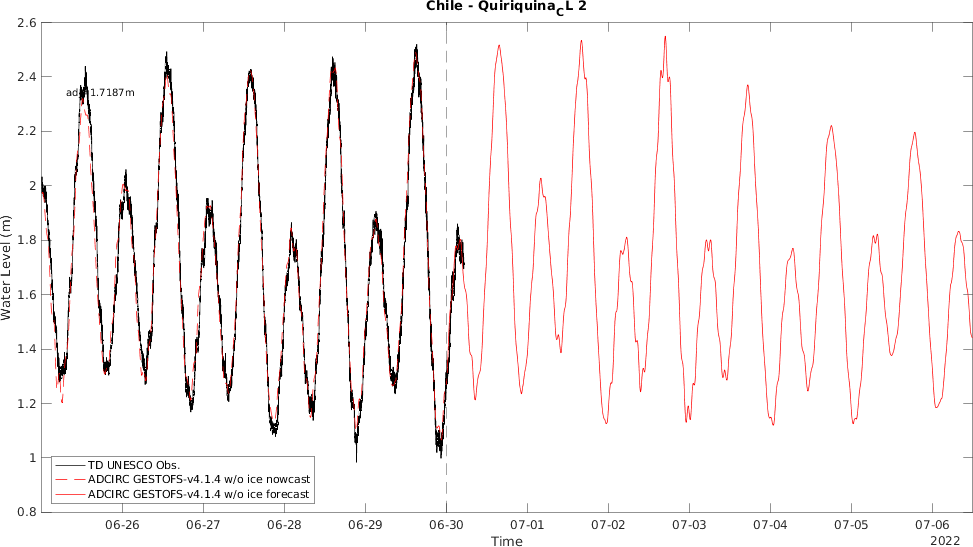 Chile - Quiriquina_CL 2
2.6
2.4
2.2
2
1.8
1.6
1.4
1.2
1
0.8
Water Level (m)
adj=1.7187m
TD UNESCO Obs.
ADCIRC GESTOFS-v4.1.4 w/o ice nowcast
ADCIRC GESTOFS-v4.1.4 w/o ice forecast
06-26 06-27 06-28 06-29 06-30 07-01 07-02 07-03 07-04 07-05 07-06
Time
2022